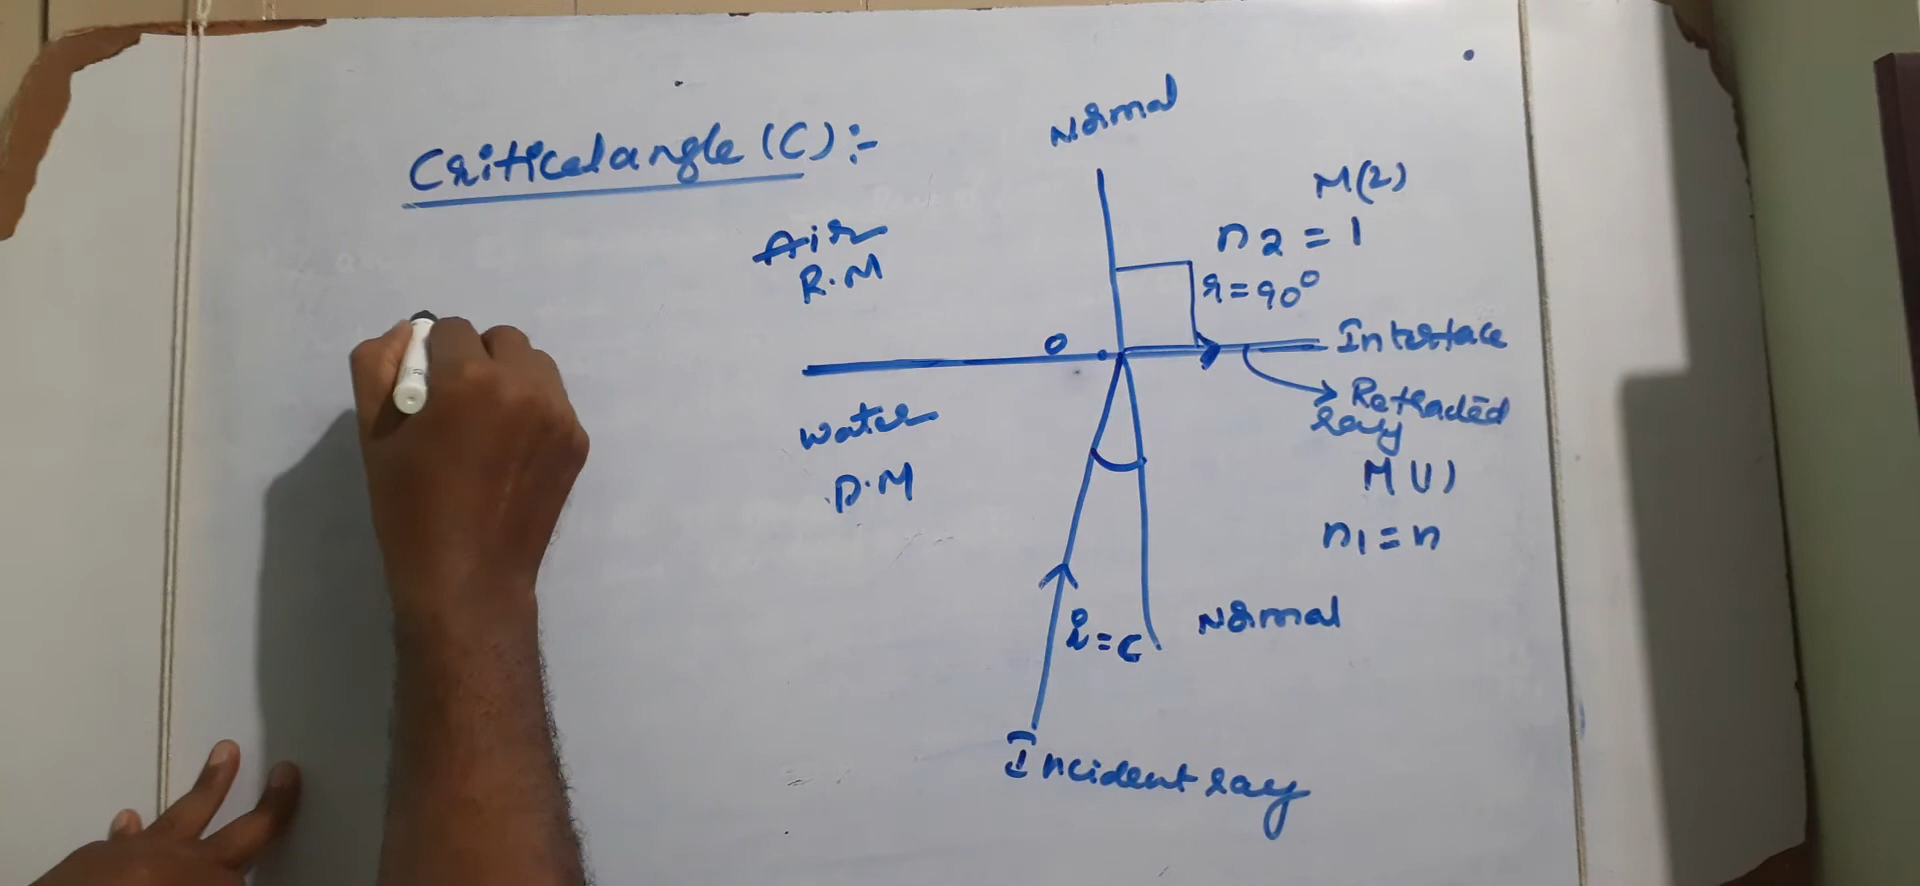 Critical angle (C) :-
Normal
Air
R.M
M(2)
n2 = 1
r = 90°
O
Interface
Refracted
ray
Water
D.M
M(1)
n1 = n
i = c
Normal
Incident ray